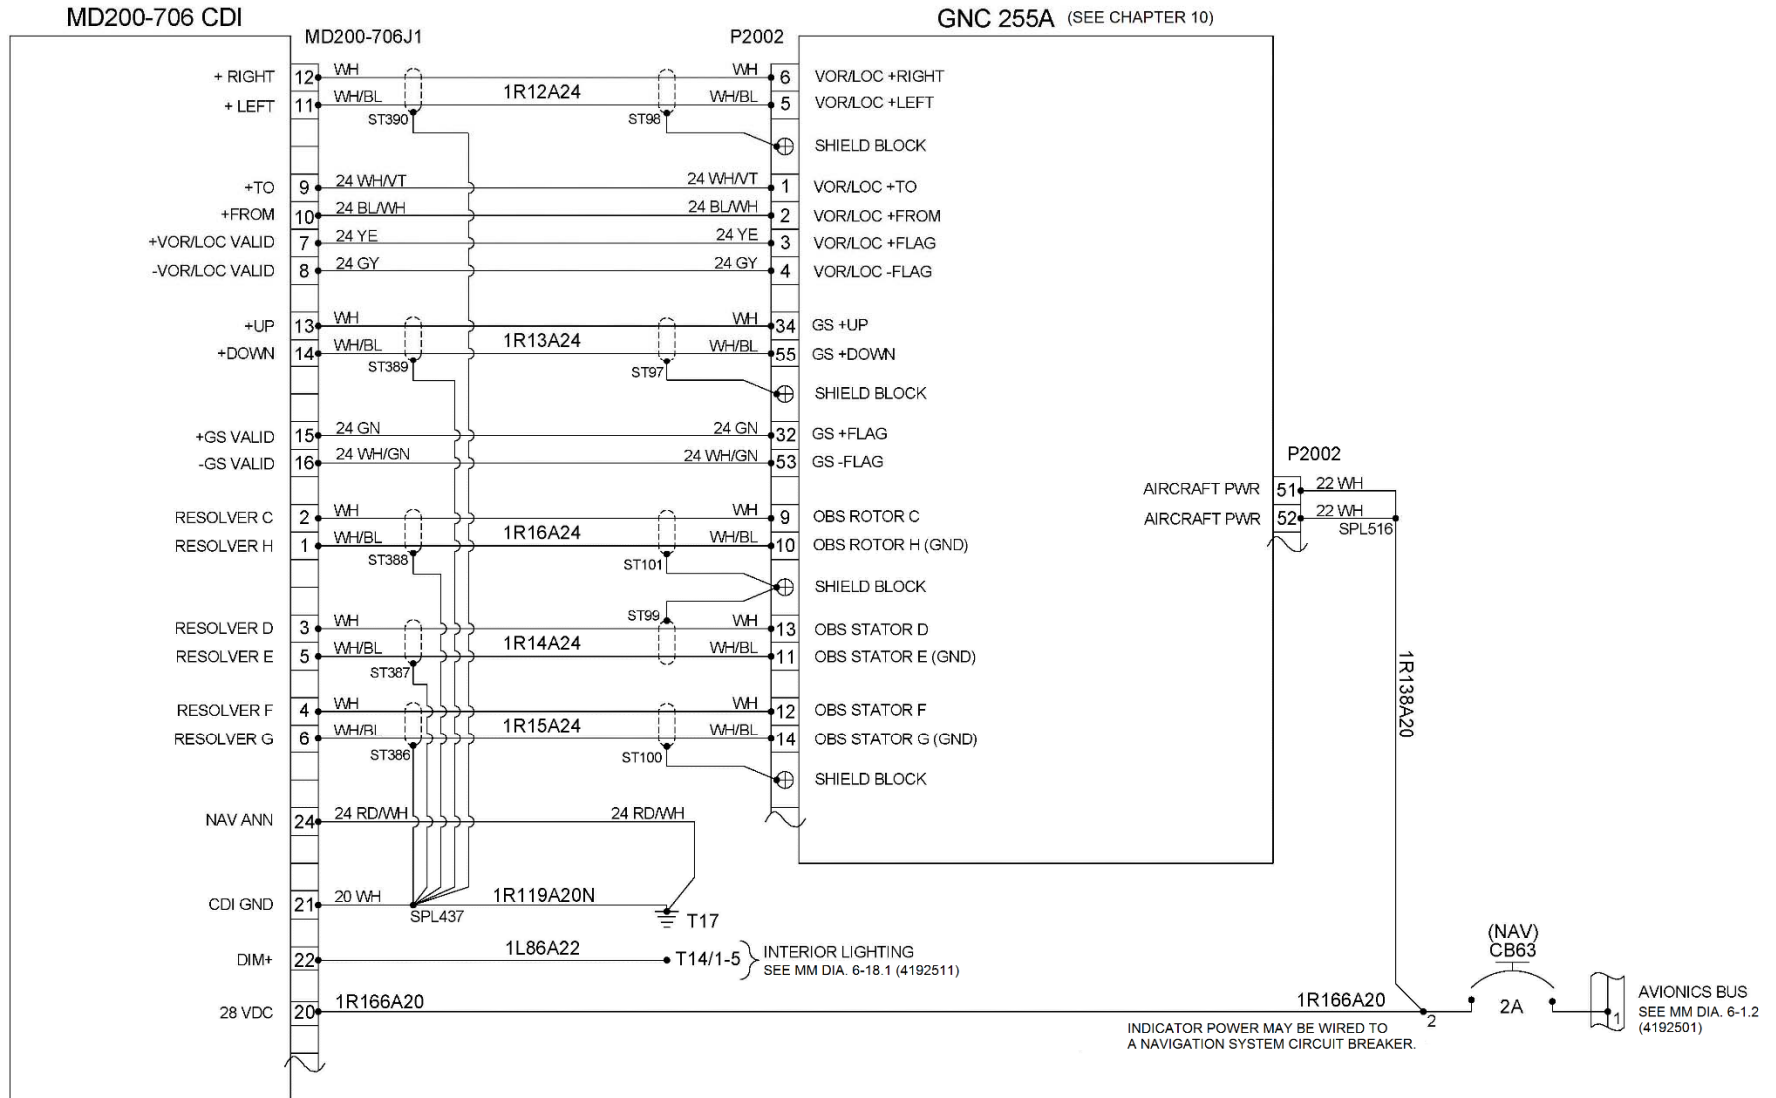 MD200-706 CDI
GNC 255A (SEE CHAPTER 10)
MD200-706J1
P2002
+ RIGHT 12 WH WH 6 VOR/LOC +RIGHT
1R12A24
+ LEFT 11 WH/BL WH/BL 5 VOR/LOC +LEFT
ST390 ST98
SHIELD BLOCK
+TO 9 24 WH/VT 24 WH/VT 1 VOR/LOC +TO
+FROM 10 24 BL/WH 24 BL/WH 2 VOR/LOC +FROM
+VOR/LOC VALID 7 24 YE 24 YE 3 VOR/LOC +FLAG
-VOR/LOC VALID 8 24 GY 24 GY 4 VOR/LOC -FLAG
+UP 13 WH WH 34 GS +UP
1R13A24
+DOWN 14 WH/BL WH/BL 55 GS +DOWN
ST389 ST97
SHIELD BLOCK
+GS VALID 15 24 GN 24 GN 32 GS +FLAG
-GS VALID 16 24 WH/GN 24 WH/GN 53 GS -FLAG
P2002
AIRCRAFT PWR 51 22 WH
AIRCRAFT PWR 52 22 WH
SPL516
RESOLVER C 2 WH WH 9 OBS ROTOR C
1R16A24
RESOLVER H 1 WH/BL WH/BL 10 OBS ROTOR H (GND)
ST388 ST101
SHIELD BLOCK
ST99
RESOLVER D 3 WH WH 13 OBS STATOR D
1R14A24
RESOLVER E 5 WH/BL WH/BL 11 OBS STATOR E (GND)
ST387
1R138A20
RESOLVER F 4 WH WH 12 OBS STATOR F
1R15A24
RESOLVER G 6 WH/BL WH/BL 14 OBS STATOR G (GND)
ST386 ST100
SHIELD BLOCK
NAV ANN 24 24 RD/WH 24 RD/WH
CDI GND 21 20 WH 1R119A20N
SPL437
T17
DIM+ 22 1L86A22 T14/1-5 INTERIOR LIGHTING
SEE MM DIA. 6-18.1 (4192511)
28 VDC 20 1R166A20 1R166A20
2
INDICATOR POWER MAY BE WIRED TO
A NAVIGATION SYSTEM CIRCUIT BREAKER.
(NAV)
CB63
2A
1
AVIONICS BUS
SEE MM DIA. 6-1.2
(4192501)